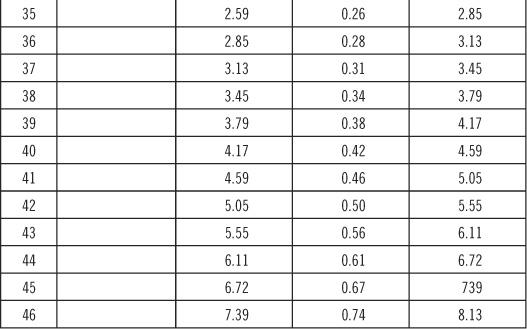 35 2.59 0.26 2.85
36 2.85 0.28 3.13
37 3.13 0.31 3.45
38 3.45 0.34 3.79
39 3.79 0.38 4.17
40 4.17 0.42 4.59
41 4.59 0.46 5.05
42 5.05 0.50 5.55
43 5.55 0.56 6.11
44 6.11 0.61 6.72
45 6.72 0.67 739
46 7.39 0.74 8.13